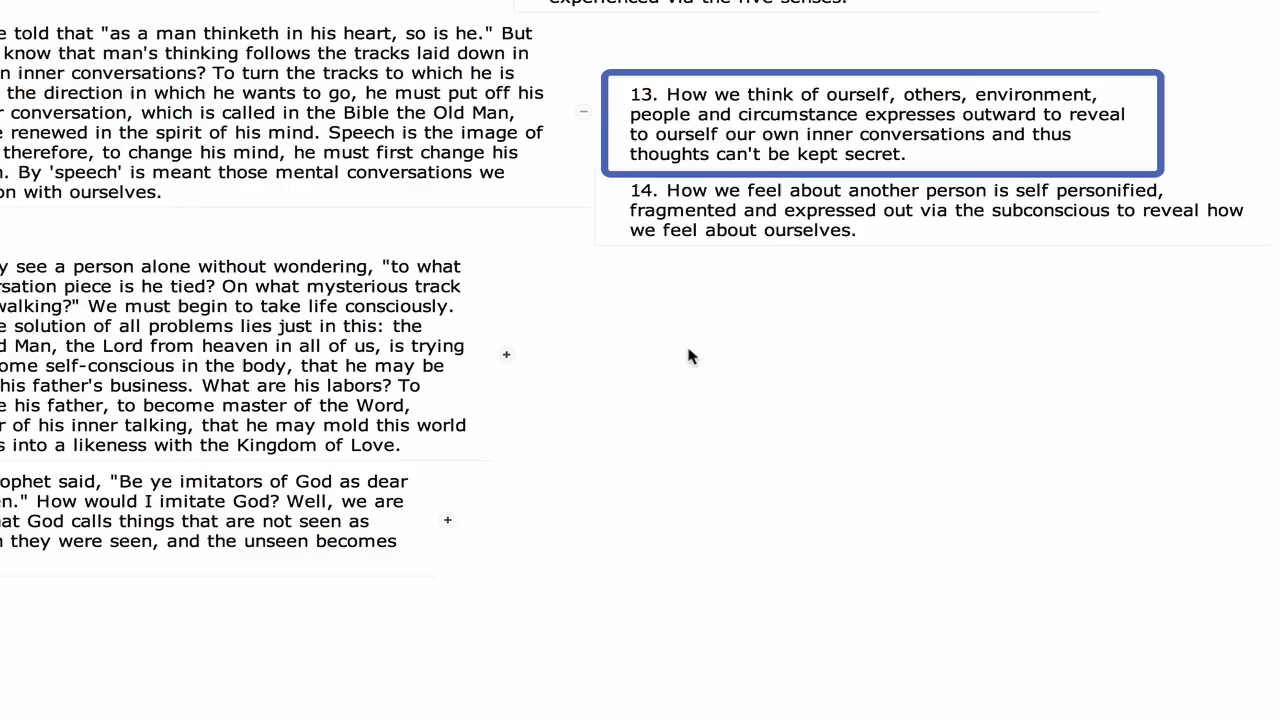 experienced via the five senses.
told that "as a man thinketh in his heart, so is he." But
know that man's thinking follows the tracks laid down in
inner conversations? To turn the tracks to which he is
the direction in which he wants to go, he must put off his
conversation, which is called in the Bible the Old Man,
renewed in the spirit of his mind. Speech is the image of
therefore, to change his mind, he must first change his
By 'speech' is meant those mental conversations we
with ourselves.
see a person alone without wondering, "to what
piece is he tied? On what mysterious track
walking?" We must begin to take life consciously.
solution of all problems lies just in this: the
Man, the Lord from heaven in all of us, is trying
self-conscious in the body, that he may be
his father's business. What are his labors? To
his father, to become master of the Word,
of his inner talking, that he may mold this world
into a likeness with the Kingdom of Love.
said, "Be ye imitators of God as dear
How would I imitate God? Well, we are
God calls things that are not seen as
they were seen, and the unseen becomes
13. How we think of ourself, others, environment,
people and circumstance expresses outward to reveal
to ourself our own inner conversations and thus
thoughts can't be kept secret.
14. How we feel about another person is self personified,
fragmented and expressed out via the subconscious to reveal how
we feel about ourselves.